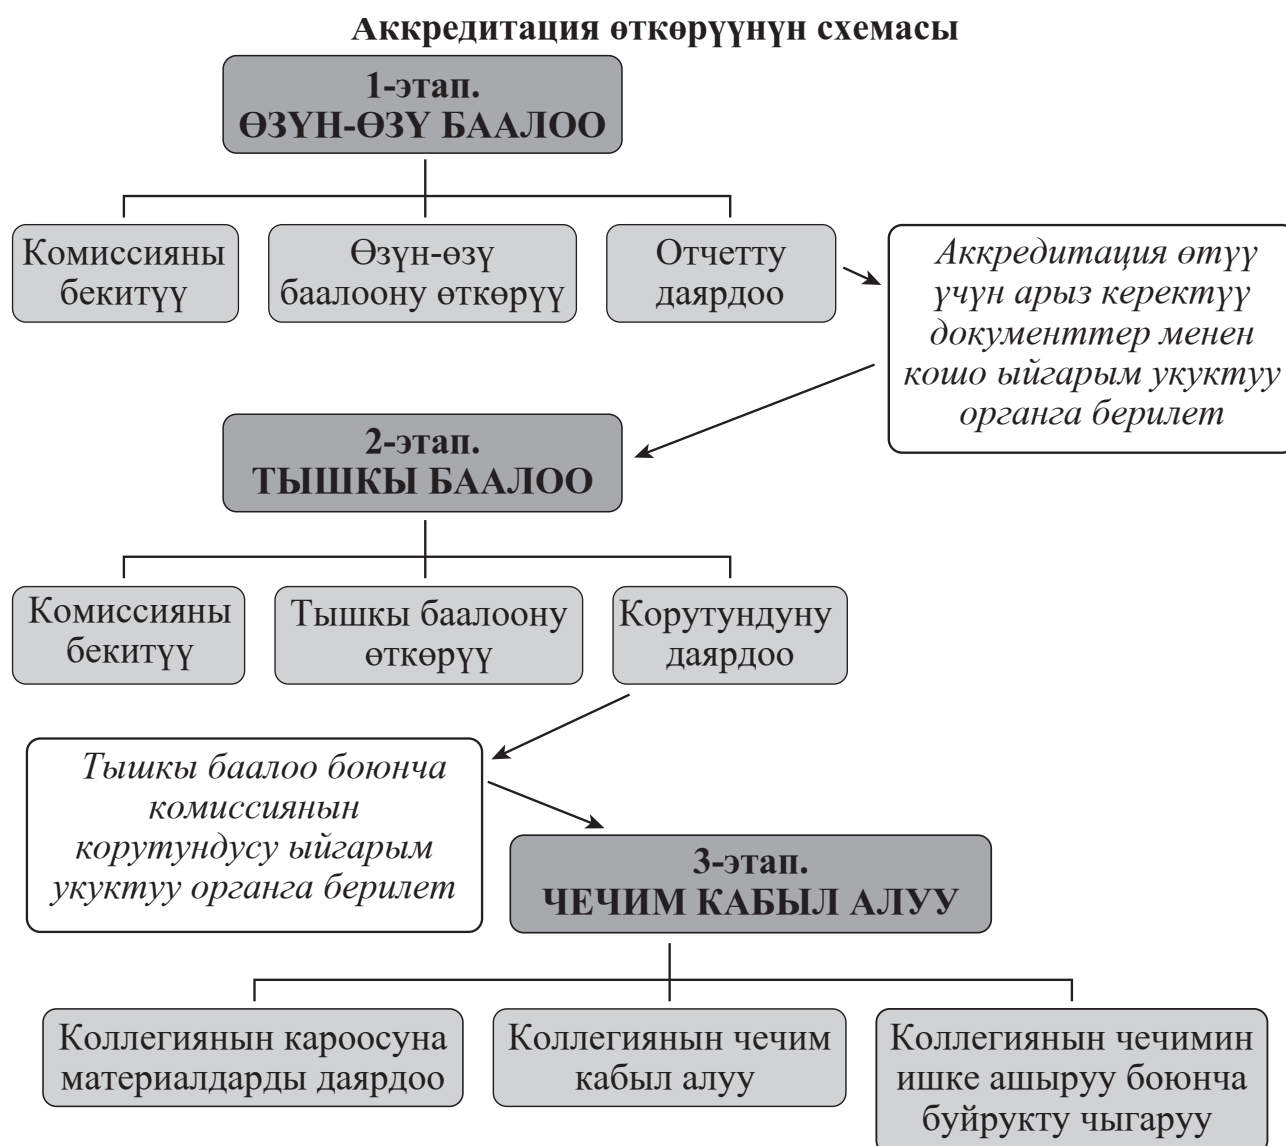 Аккредитация өткөрүүнүн схемасы
1-этап.
ӨЗҮН-ӨЗҮ БААЛОО
Комиссияны
бекитүү
Өзүн-өзү
баалоону өткөрүү
Отчетту
даярдоо
Аккредитация өтүү
үчүн арыз керектүү
документтер менен
кошо ыйгарым укуктуу
органга берилет
2-этап.
ТЫШКЫ БААЛОО
Комиссияны
бекитүү
Тышкы баалоону
өткөрүү
Корутундуну
даярдоо
Тышкы баалоо боюнча
комиссиянын
корутундусу ыйгарым
укуктуу органга берилет
3-этап.
ЧЕЧИМ КАБЫЛ АЛУУ
Коллегиянын кароосуна
материалдарды даярдоо
Коллегиянын чечим
кабыл алуу
Коллегиянын чечимин
ишке ашыруу боюнча
буйрукту чыгаруу